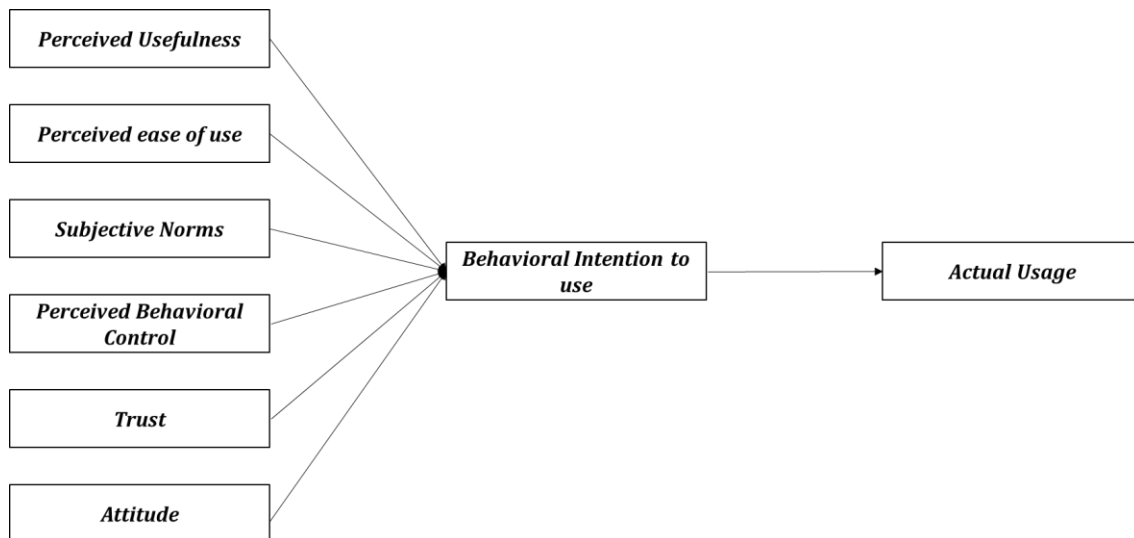 Perceived Usefulness
Perceived ease of use
Subjective Norms
Perceived Behavioral
Control
Trust
Attitude
Behavioral Intention to
use
Actual Usage